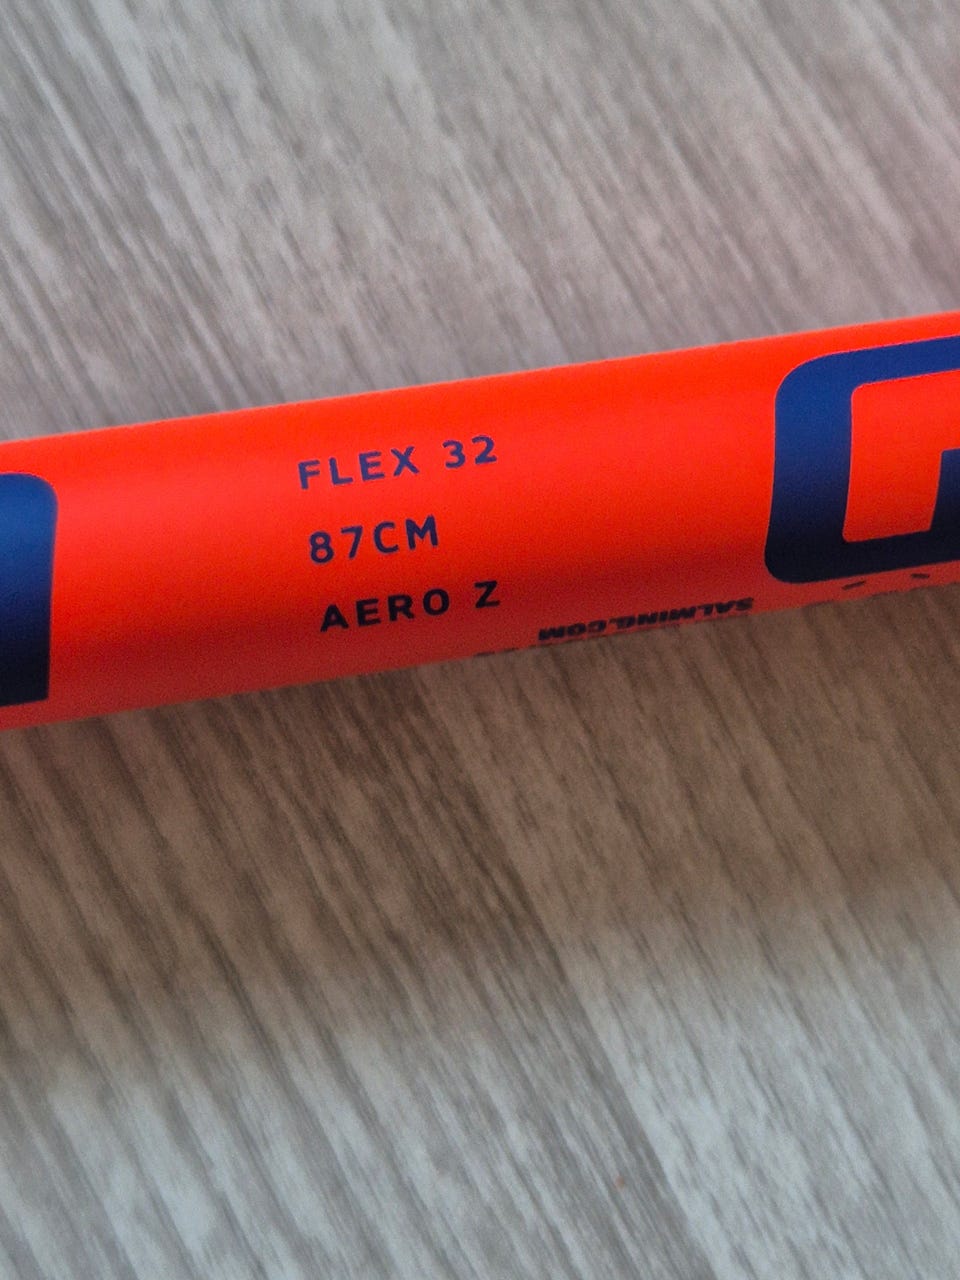 FLEX 32
87CM
AERO Z
SALMING.COM